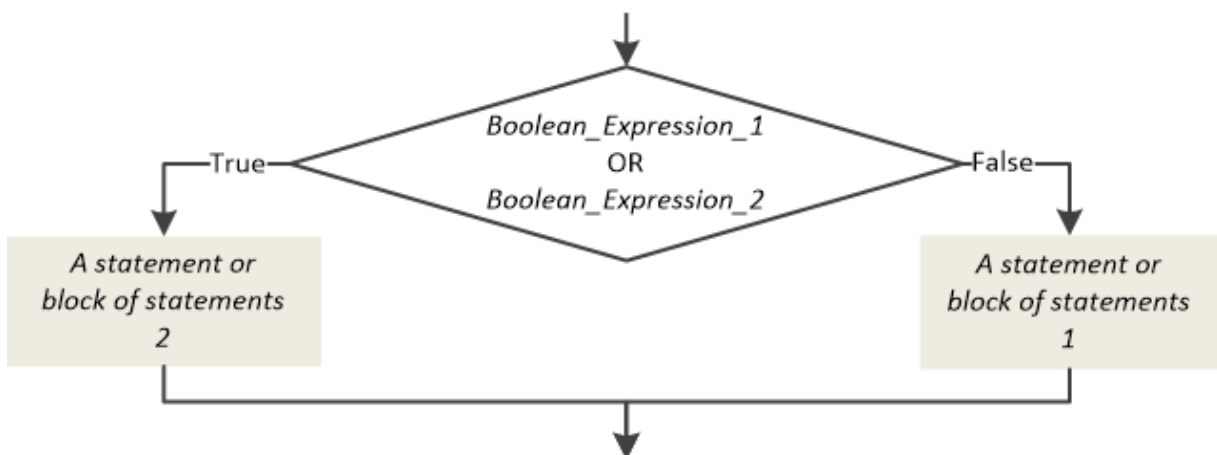 Boolean_Expression_1
True
OR
False
Boolean_Expression_2
A statement or
block of statements
2
A statement or
block of statements
1